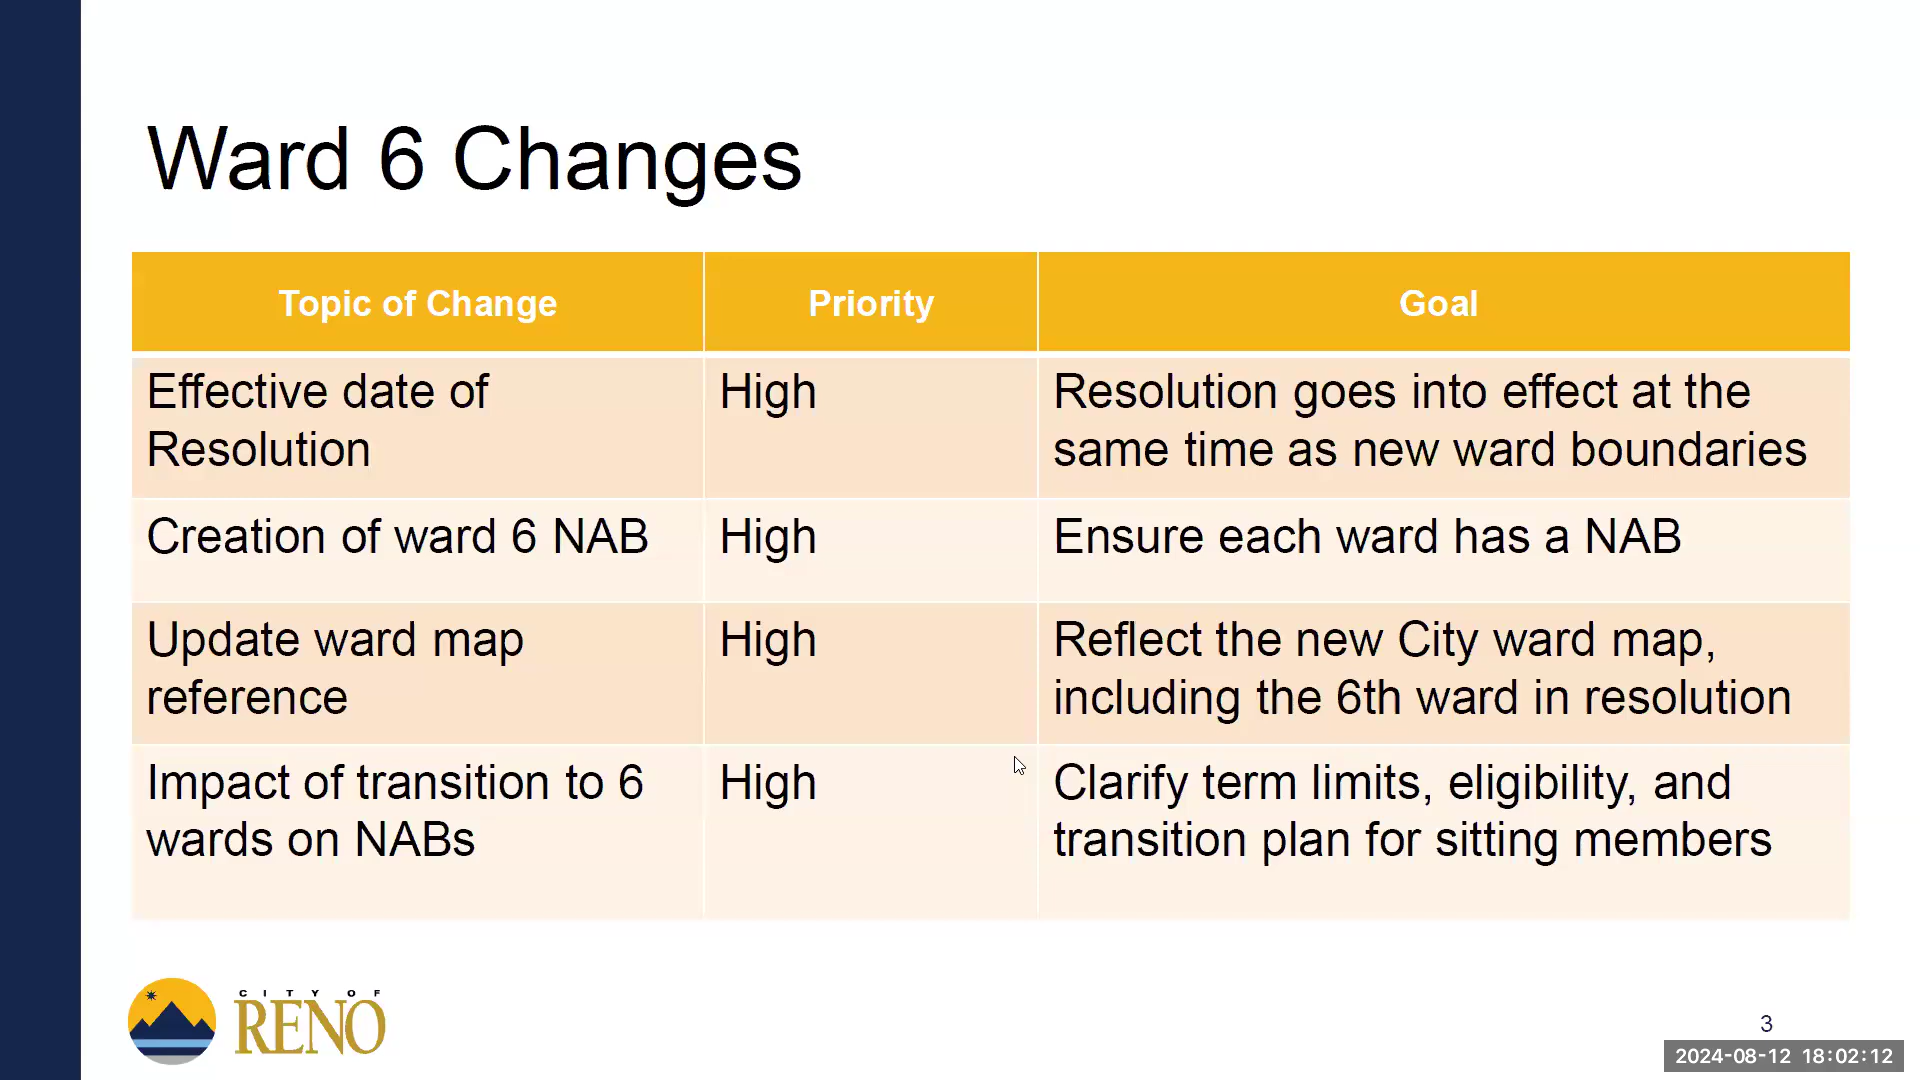 Ward 6 Changes
Topic of Change
Priority
Goal
Effective date of
Resolution
High
Resolution goes into effect at the
same time as new ward boundaries
Creation of ward 6 NAB
High
Ensure each ward has a NAB
Update ward map
reference
High
Reflect the new City ward map,
including the 6th ward in resolution
Impact of transition to 6
wards on NABs
High
Clarify term limits, eligibility, and
transition plan for sitting members
CITY OF
RENO
3
2024-08-12 18:02:12